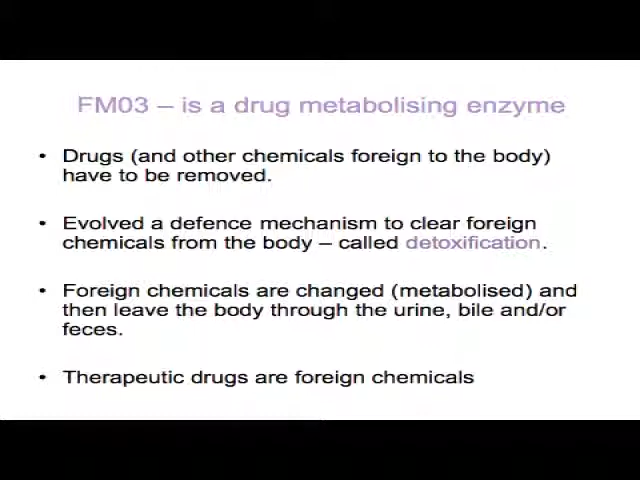 FM03 – is a drug metabolising enzyme
• Drugs (and other chemicals foreign to the body)
have to be removed.
• Evolved a defence mechanism to clear foreign
chemicals from the body – called detoxification.
• Foreign chemicals are changed (metabolised) and
then leave the body through the urine, bile and/or
feces.
• Therapeutic drugs are foreign chemicals